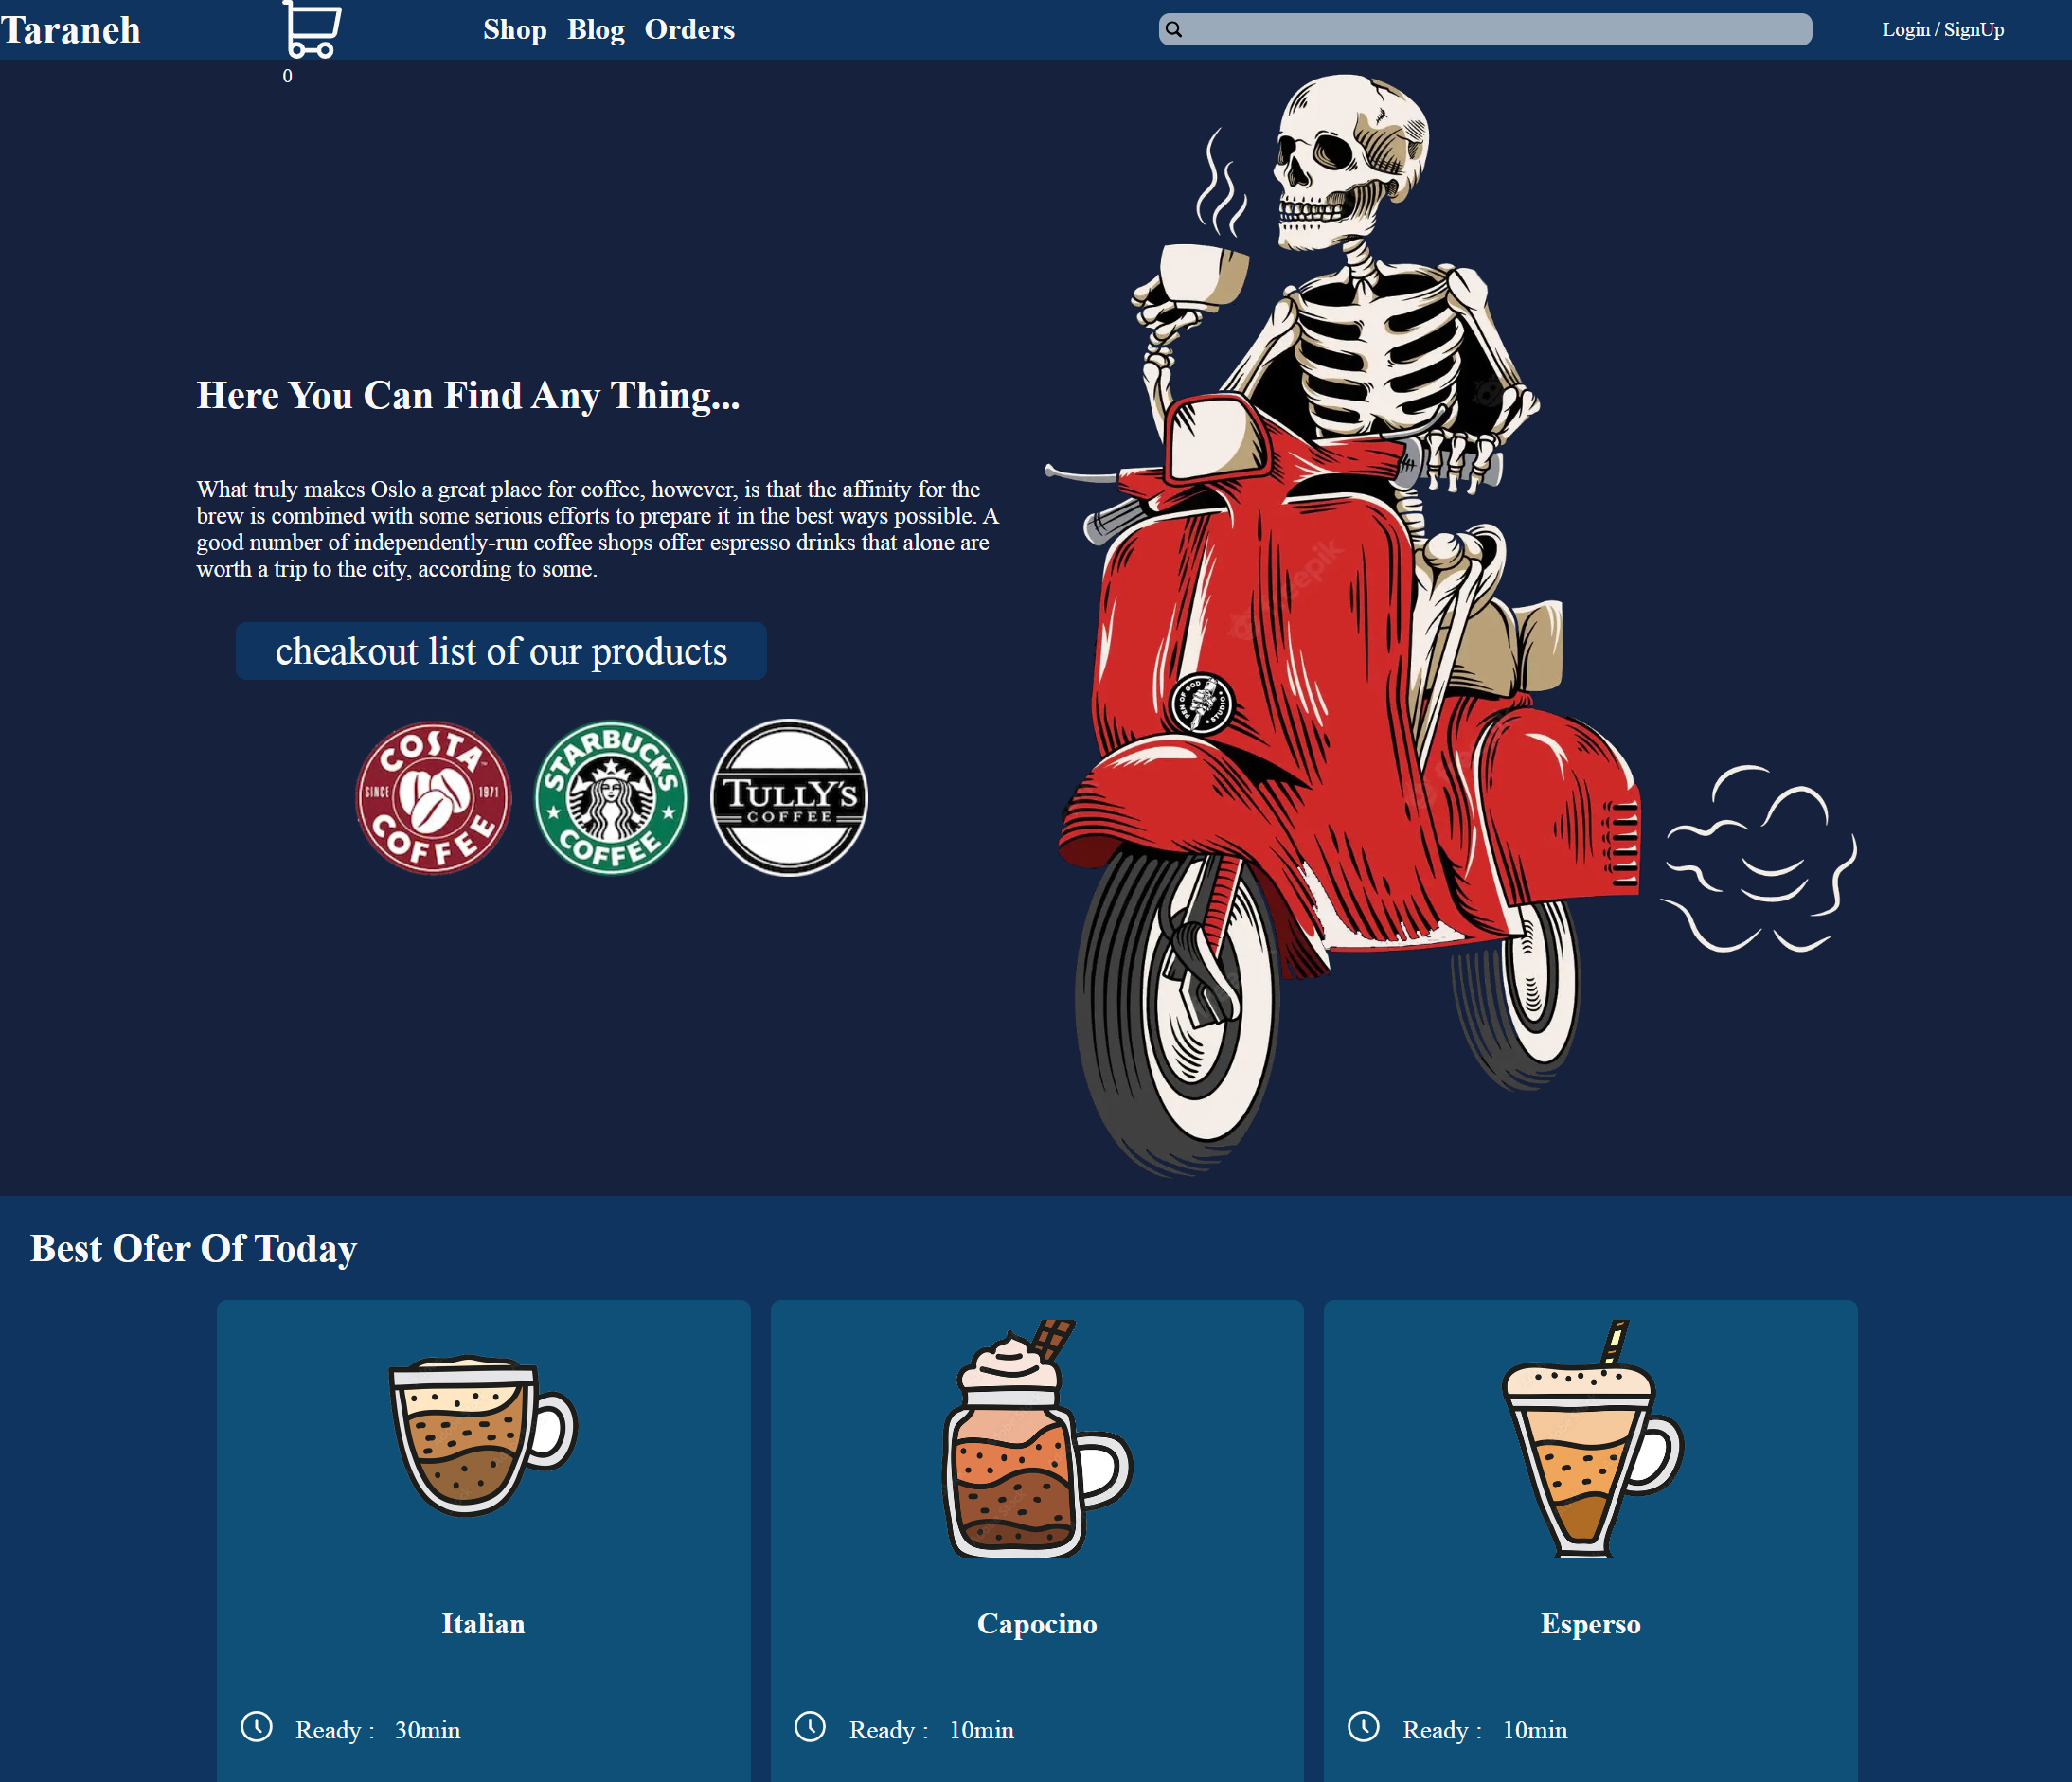 Taraneh
0
Shop Blog Orders
Login / SignUp
Here You Can Find Any Thing...
What truly makes Oslo a great place for coffee, however, is that the affinity for the
brew is combined with some serious efforts to prepare it in the best ways possible. A
good number of independently-run coffee shops offer espresso drinks that alone are
worth a trip to the city, according to some.
cheakout list of our products
COSTA
SINCE 1971
COFFEE
STARBUCKS
COFFEE
TULLY'S
COFFEE
PEN OF GOD
STUDIO
Best Ofer Of Today
Italian
Ready : 30min
Capocino
Ready : 10min
Esperso
Ready : 10min